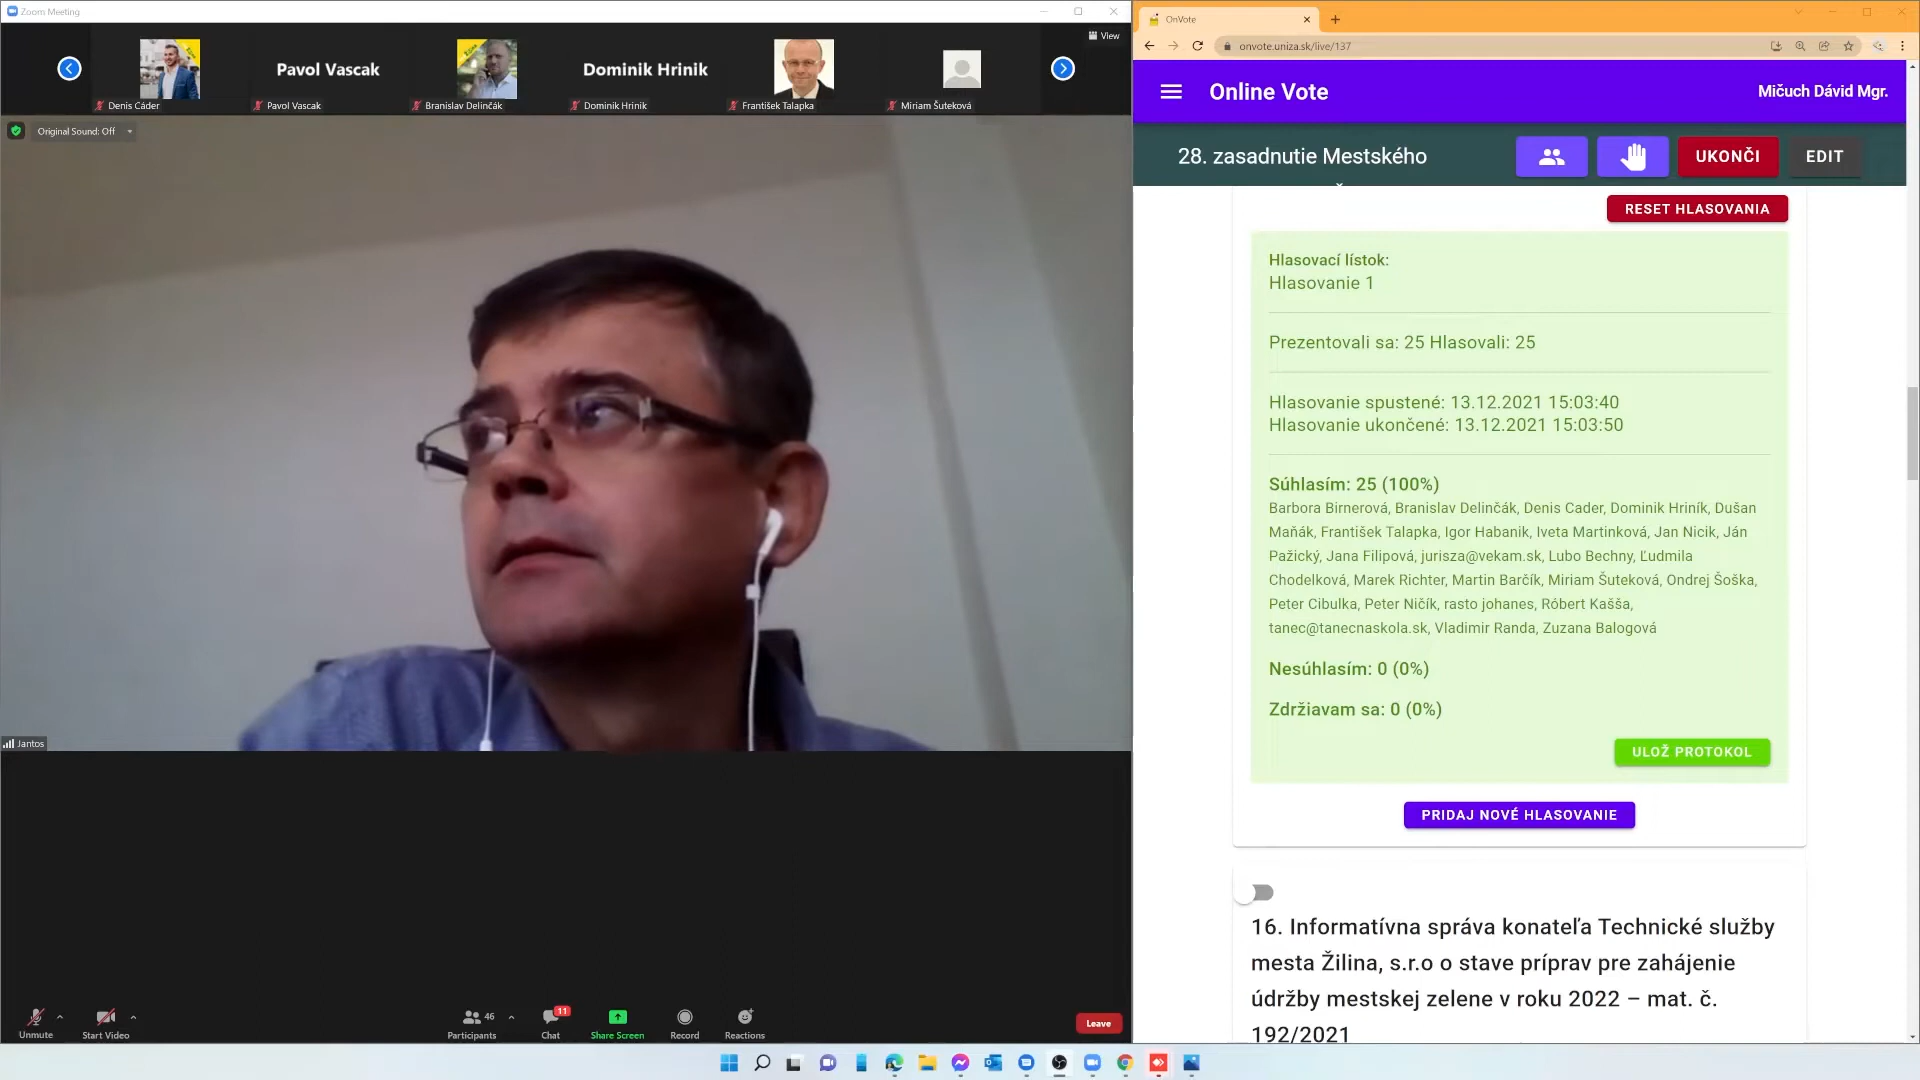 Zoom Meeting
View
Pavol Vascak
Dominik Hrinik
Denis Cáder
Pavol Vascak
Branislav Delinčák
Dominik Hrinik
František Talapka
Miriam Šuteková
Original Sound: Off
Jantos
Unmute
Start Video
46
Participants
11
Chat
Share Screen
Record
Reactions
Leave
OnVote
onvote.uniza.sk/live/137
Online Vote
Mičuch Dávid Mgr.
28. zasadnutie Mestského
UKONČI
EDIT
RESET HLASOVANIA
Hlasovací lístok:
Hlasovanie 1
Prezentovali sa: 25 Hlasovali: 25
Hlasovanie spustené: 13.12.2021 15:03:40
Hlasovanie ukončené: 13.12.2021 15:03:50
Súhlasím: 25 (100%)
Barbora Birnerová, Branislav Delinčák, Denis Cader, Dominik Hriník, Dušan
Maňák, František Talapka, Igor Habanik, Iveta Martinková, Jan Nicik, Ján
Pažický, Jana Filipová, jurisza@vekam.sk, Lubo Bechny, Ľudmila
Chodelková, Marek Richter, Martin Barčík, Miriam Šuteková, Ondrej Šoška,
Peter Cibulka, Peter Ničík, rasto johanes, Róbert Kašša,
tanec@tanecnaskola.sk, Vladimir Randa, Zuzana Balogová
Nesúhlasím: 0 (0%)
Zdržiavam sa: 0 (0%)
ULOŽ PROTOKOL
PRIDAJ NOVÉ HLASOVANIE
16. Informatívna správa konateľa Technické služby
mesta Žilina, s.r.o o stave príprav pre zahájenie
údržby mestskej zelene v roku 2022 – mat. č.
192/2021